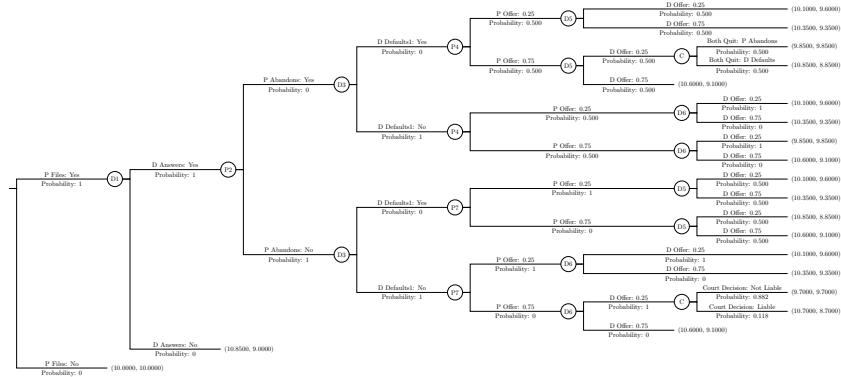 D Offer: 0.25
(10.1000, 9.6000)
P Offer: 0.25
Probability: 0.500
D5
D Offer: 0.75
(10.3500, 9.3500)
Probability: 0.500
Probability: 0.500
D Defaults1: Yes
P4
Both Quit: P Abandons
(9.8500, 9.8500)
Probability: 0
P Offer: 0.75
D5
D Offer: 0.25
C
Probability: 0.500
Probability: 0.500
Probability: 0.500
Both Quit: D Defaults
(10.8500, 8.8500)
Probability: 0.500
D Offer: 0.75
(10.6000, 9.1000)
Probability: 0.500
P Abandons: Yes
D3
Probability: 0
D Offer: 0.25
(10.1000, 9.6000)
P Offer: 0.25
D6
Probability: 1
Probability: 0.500
D Offer: 0.75
(10.3500, 9.3500)
Probability: 0
D Defaults1: No
P4
Probability: 1
D Offer: 0.25
(9.8500, 9.8500)
P Offer: 0.75
D6
Probability: 1
Probability: 0.500
D Offer: 0.75
(10.6000, 9.1000)
Probability: 0
P Files: Yes
D1
D Answers: Yes
P2
Probability: 1
Probability: 1
D Offer: 0.25
(10.1000, 9.6000)
P Offer: 0.25
D5
Probability: 0.500
Probability: 1
D Offer: 0.75
(10.3500, 9.3500)
Probability: 0.500
D Defaults1: Yes
P7
Probability: 0
D Offer: 0.25
(10.8500, 8.8500)
P Offer: 0.75
D5
Probability: 0.500
Probability: 0
D Offer: 0.75
(10.6000, 9.1000)
Probability: 0.500
P Abandons: No
D3
Probability: 1
D Offer: 0.25
(10.1000, 9.6000)
P Offer: 0.25
D6
Probability: 1
Probability: 1
D Offer: 0.75
(10.3500, 9.3500)
Probability: 0
D Defaults1: No
P7
Probability: 1
Court Decision: Not Liable
(9.7000, 9.7000)
D Offer: 0.25
C
Probability: 0.882
P Offer: 0.75
D6
Probability: 1
Court Decision: Liable
(10.7000, 8.7000)
Probability: 0
Probability: 0.118
D Offer: 0.75
(10.6000, 9.1000)
Probability: 0
D Answers: No
(10.8500, 9.0000)
Probability: 0
P Files: No
(10.0000, 10.0000)
Probability: 0